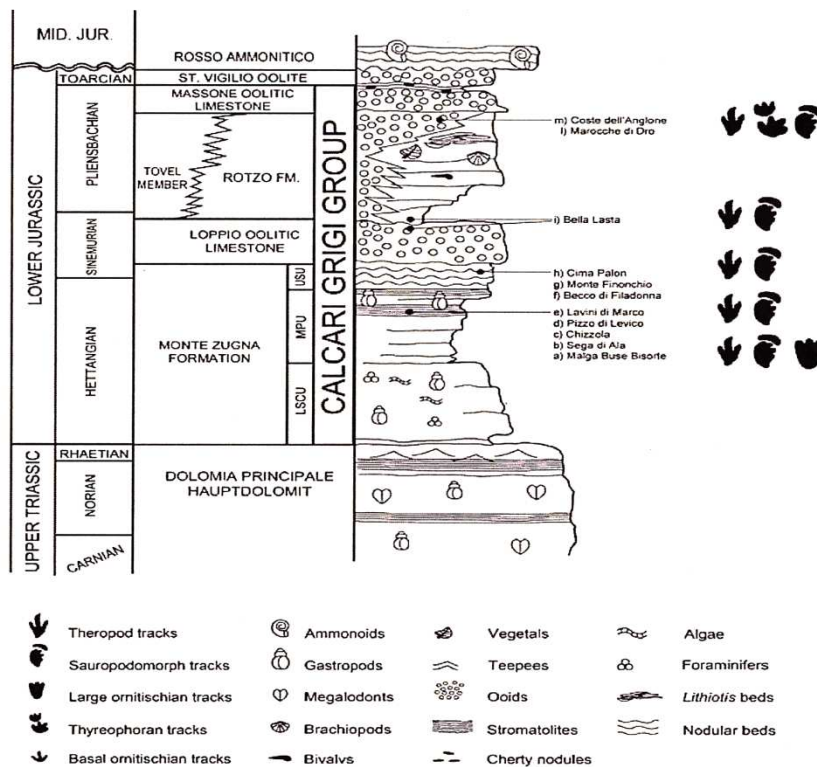 MID. JUR.
ROSSO AMMONITICO
TOARCIAN
ST. VIGILIO OOLITE
LOWER JURASSIC
PLIENSBACHIAN
MASSONE OOLITIC
LIMESTONE
TOVEL
MEMBER
ROTZO FM.
SINEMURIAN
LOPPIO OOLITIC
LIMESTONE
HETTANGIAN
MONTE ZUGNA
FORMATION
USU
MPU
LSCU
CALCARI GRIGI GROUP
UPPER TRIASSIC
RHAETIAN
NORIAN
CARNIAN
DOLOMIA PRINCIPALE
HAUPTDOLOMIT
m) Coste dell'Anglone
l) Marocche di Dro
i) Bella Lasta
h) Cima Palon
g) Monte Finonchio
f) Becco di Filadonna
e) Lavini di Marco
d) Pizzo di Levico
c) Chizzola
b) Sega di Ala
a) Malga Buse Bisorte
Theropod tracks
Sauropodomorph tracks
Large ornitischian tracks
Thyreophoran tracks
Basal ornitischian tracks
Ammonoids
Gastropods
Megalodonts
Brachiopods
Bivalvs
Vegetals
Teepees
Ooids
Stromatolites
Cherty nodules
Algae
Foraminifers
Lithiotis beds
Nodular beds